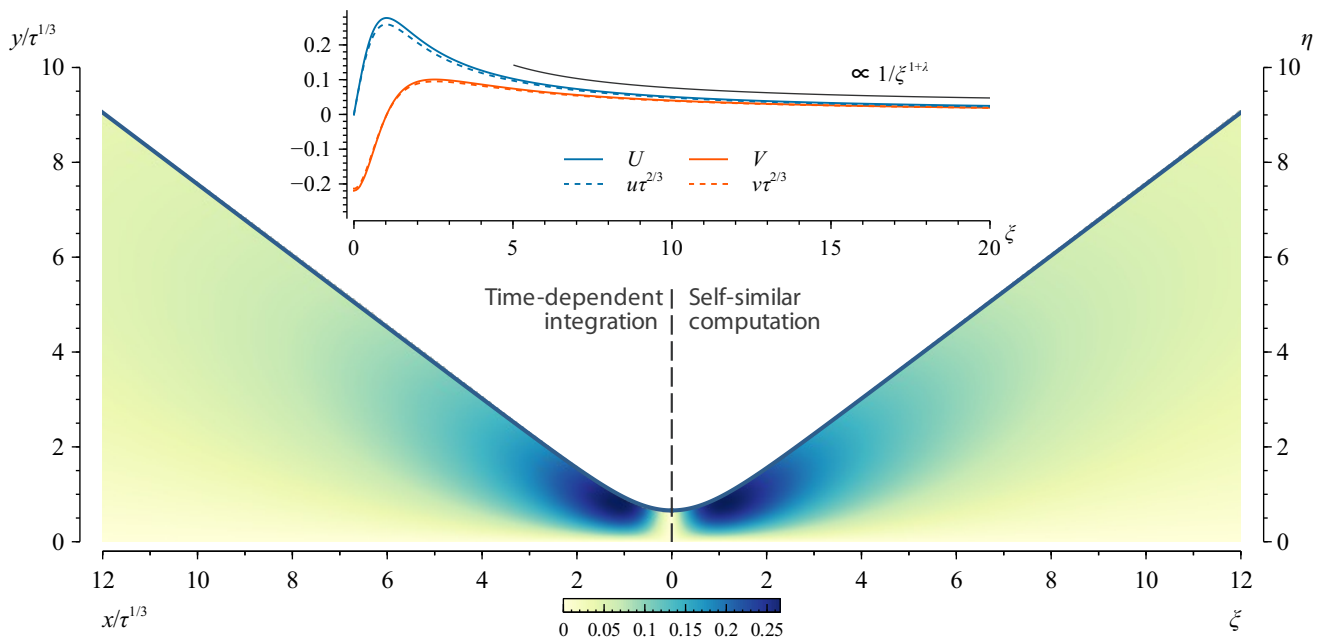 y/τ^{1/3}
η
0.2
0.1
0
−0.1
−0.2
∝ 1/ξ^{1+λ}
U V
uτ^{2/3} vτ^{2/3}
0 5 10 15 20 ξ
10
8
6
4
2
0
10
8
6
4
2
0
Time-dependent
integration
Self-similar
computation
12 10 8 6 4 2 0 2 4 6 8 10 12
x/τ^{1/3} ξ
0 0.05 0.1 0.15 0.2 0.25